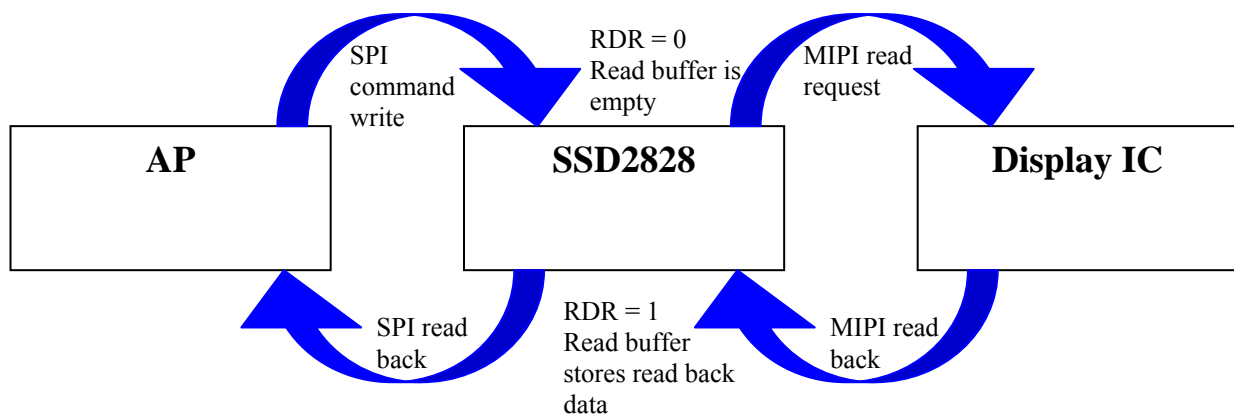 SPI
command
write
RDR = 0
Read buffer is
empty
MIPI read
request
AP
SSD2828
Display IC
SPI read
back
RDR = 1
Read buffer
stores read back
data
MIPI read
back